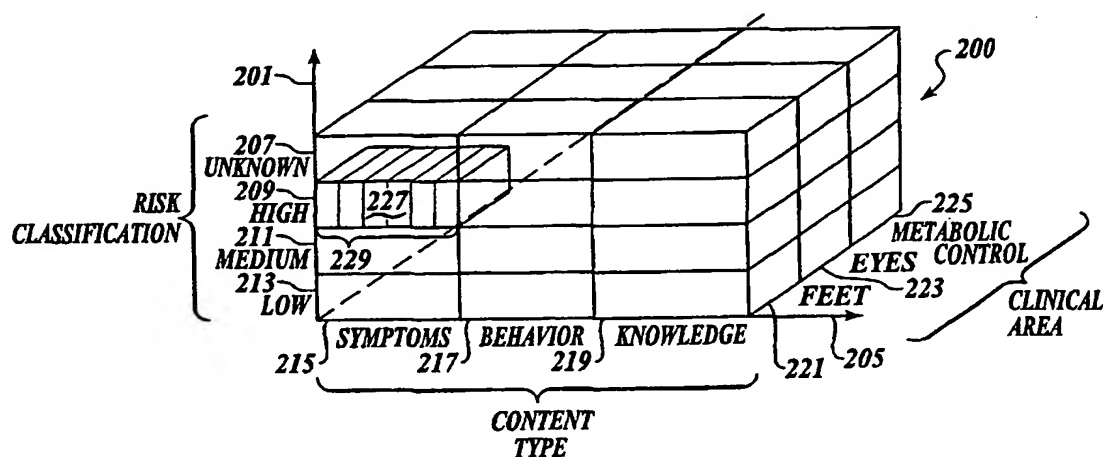 200
201
207
UNKNOWN
209
HIGH
211
MEDIUM
213
LOW
RISK
CLASSIFICATION
227
229
225
METABOLIC
CONTROL
EYES
223
FEET
CLINICAL
AREA
221
205
215
SYMPTOMS
217
BEHAVIOR
219
KNOWLEDGE
CONTENT
TYPE